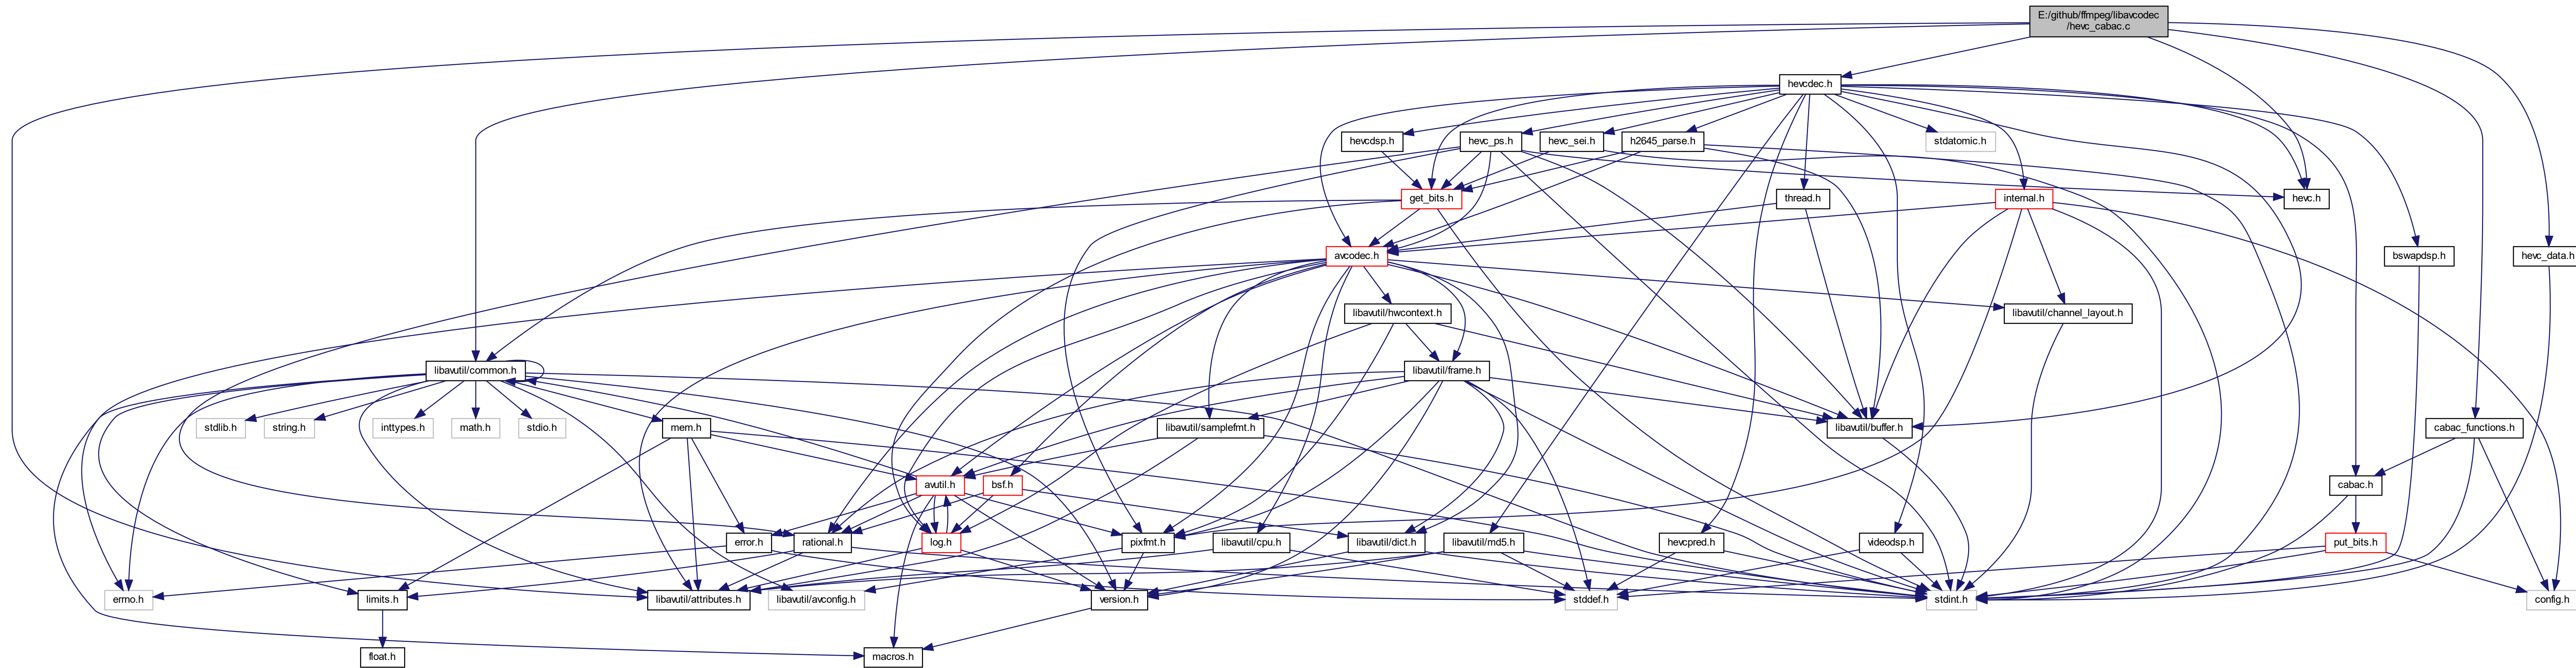 E:/github/ffmpeg/libavcodec
/hevc_cabac.c
hevcdec.h
hevcdsp.h
hevc_ps.h
hevc_sei.h
h2645_parse.h
stdatomic.h
get_bits.h
thread.h
internal.h
hevc.h
avcodec.h
bswapdsp.h
hevc_data.h
libavutil/hwcontext.h
libavutil/channel_layout.h
libavutil/common.h
libavutil/frame.h
stdlib.h
string.h
inttypes.h
math.h
stdio.h
mem.h
libavutil/samplefmt.h
libavutil/buffer.h
cabac_functions.h
avutil.h
bsf.h
cabac.h
error.h
rational.h
log.h
pixfmt.h
libavutil/cpu.h
libavutil/dict.h
libavutil/md5.h
hevcpred.h
videodsp.h
put_bits.h
errno.h
limits.h
libavutil/attributes.h
libavutil/avconfig.h
version.h
stddef.h
stdint.h
config.h
float.h
macros.h